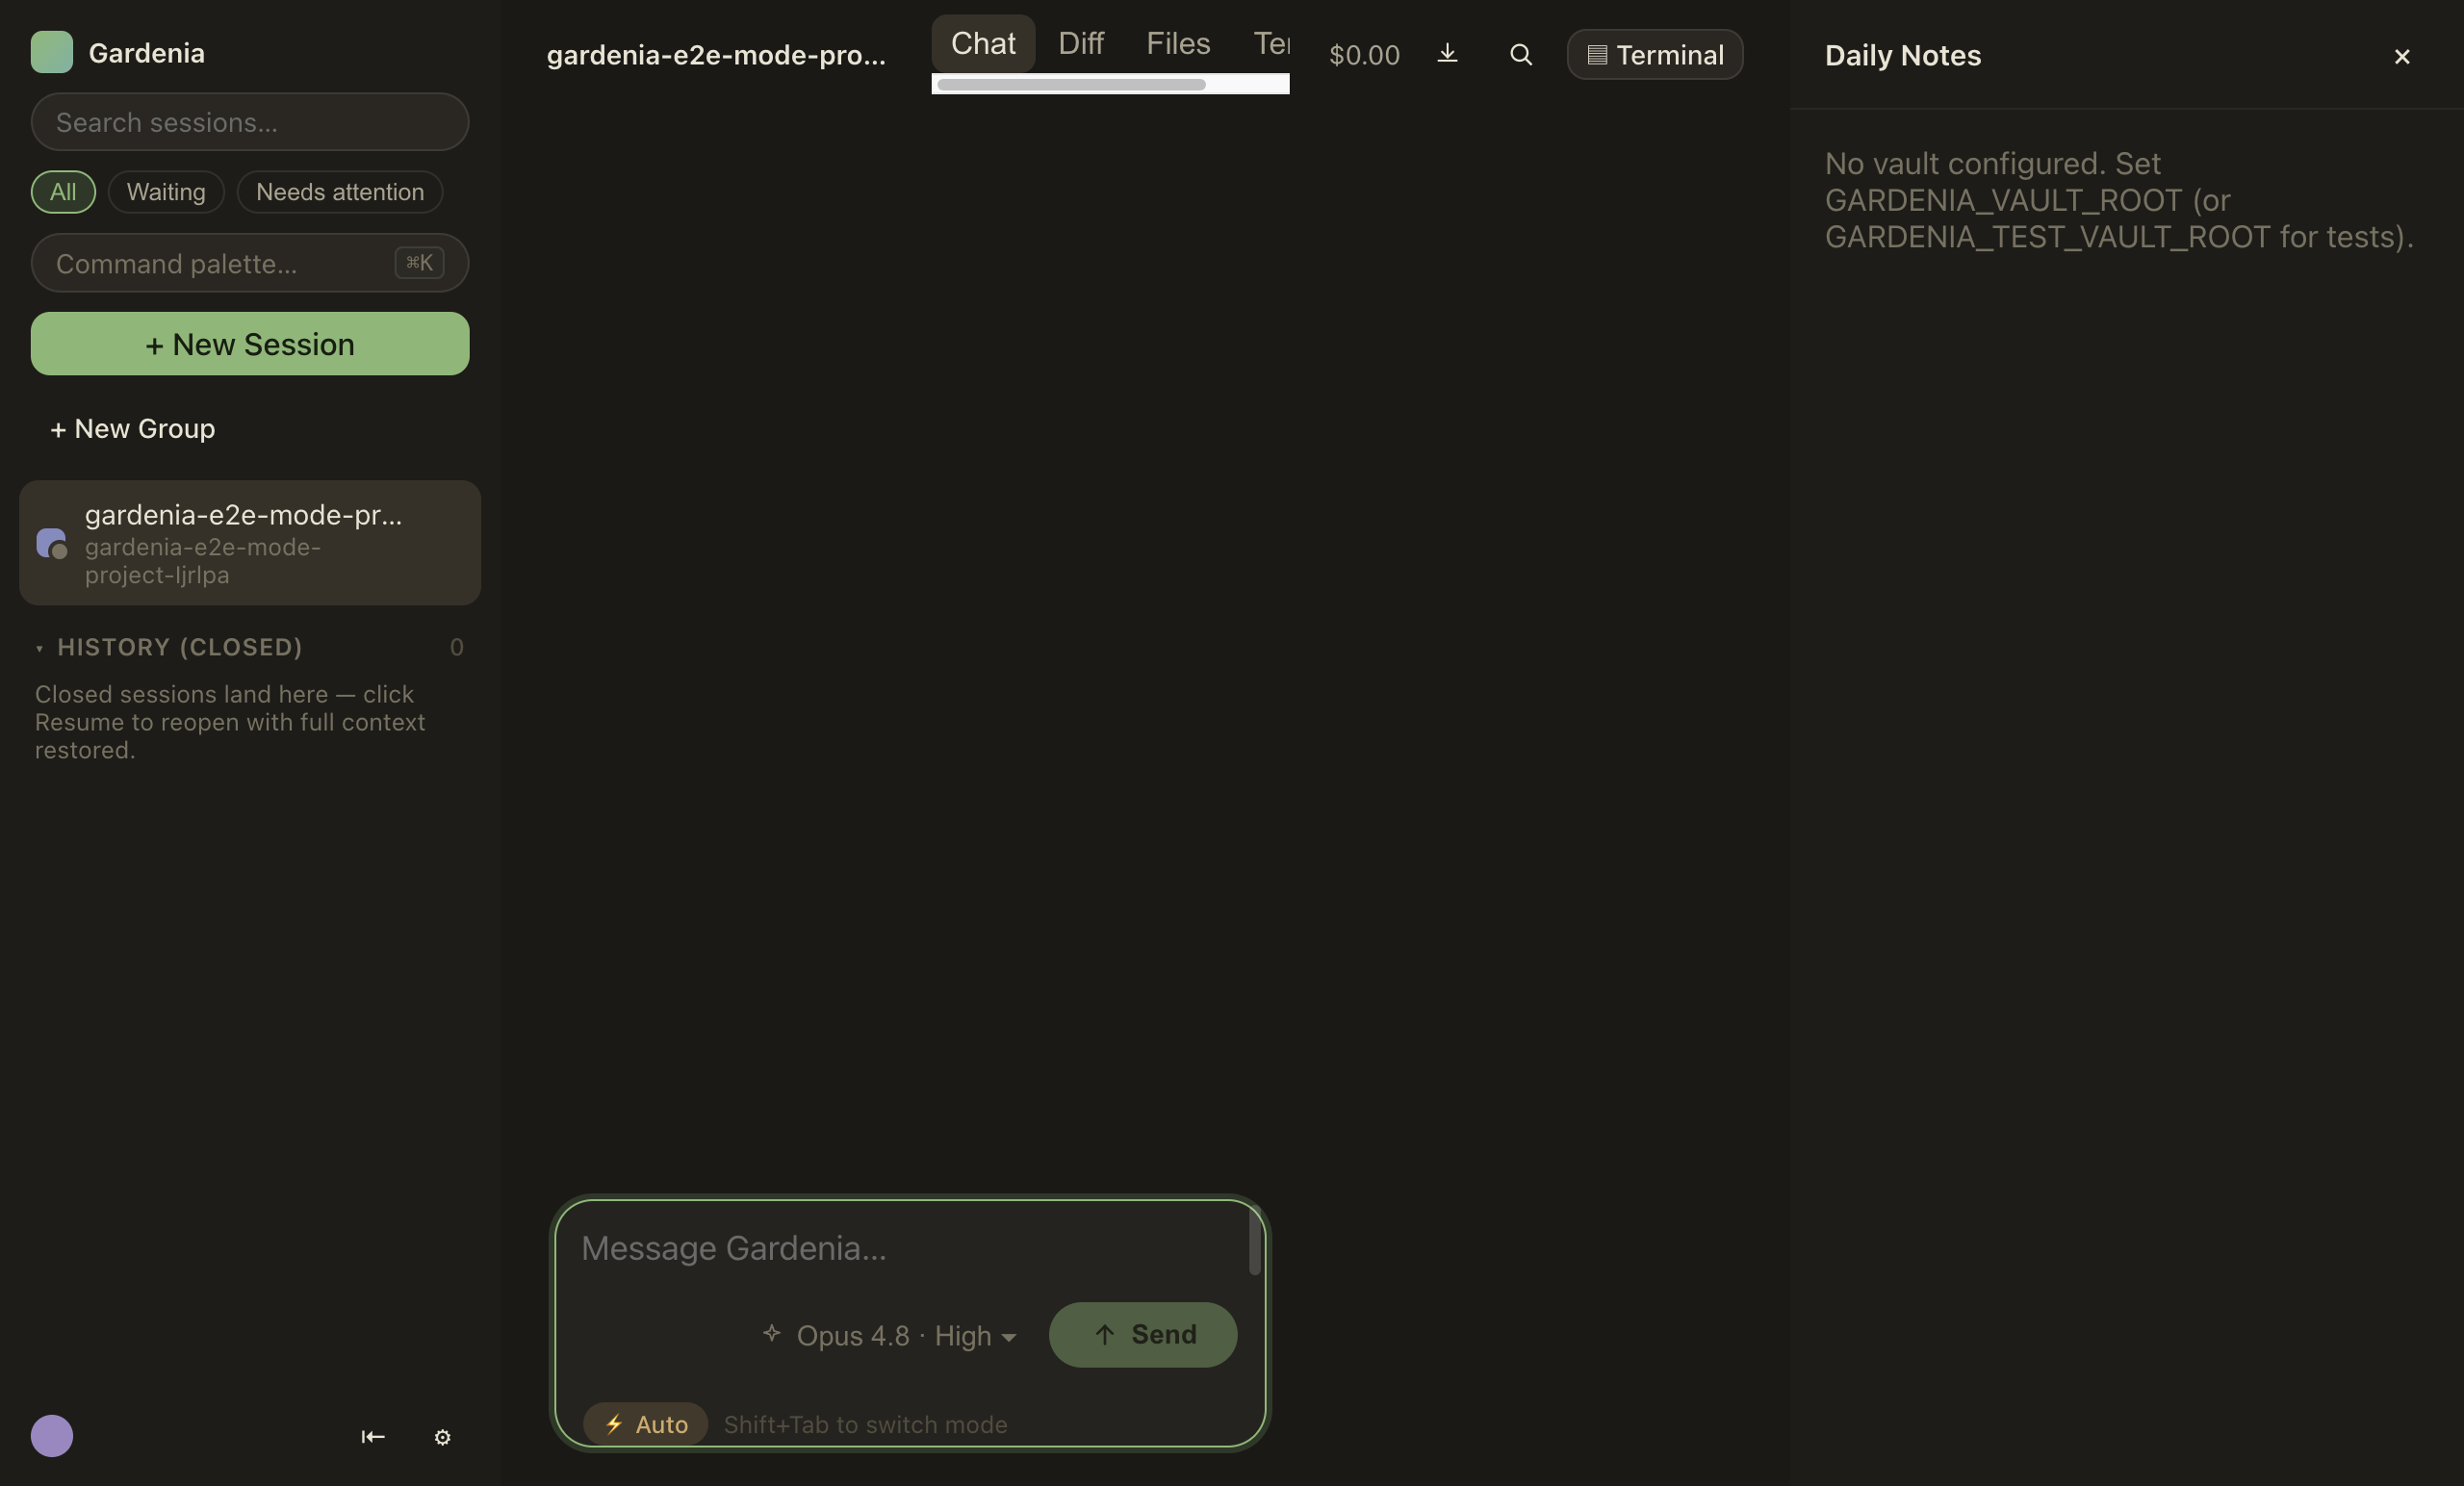 Gardenia
Search sessions...
All
Waiting
Needs attention
Command palette...
⌘K
+ New Session
+ New Group
gardenia-e2e-mode-pr...
gardenia-e2e-mode-
project-ljrlpa
HISTORY (CLOSED)
0
Closed sessions land here — click
Resume to reopen with full context
restored.
gardenia-e2e-mode-pro...
Chat
Diff
Files
$0.00
Terminal
Message Gardenia...
Opus 4.8 · High
Send
Auto
Shift+Tab to switch mode
Daily Notes
No vault configured. Set
GARDENIA_VAULT_ROOT (or
GARDENIA_TEST_VAULT_ROOT for tests).